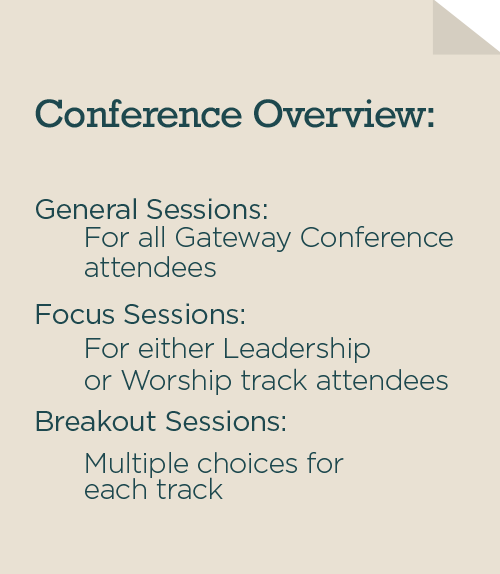 Conference Overview:
General Sessions:
For all Gateway Conference
attendees
Focus Sessions:
For either Leadership
or Worship track attendees
Breakout Sessions:
Multiple choices for
each track